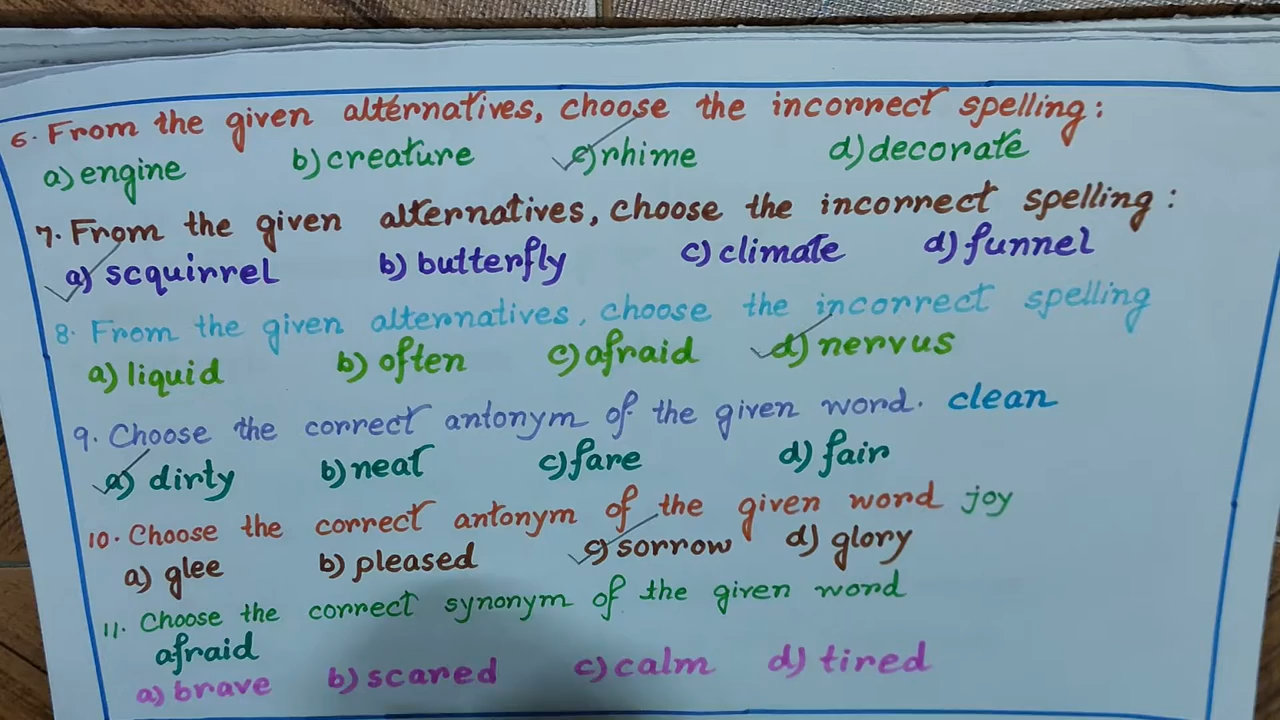 6. From the given alternatives, choose the incorrect spelling:
a) engine b) creature c) rhime d) decorate
7. From the given alternatives, choose the incorrect spelling:
a) scquirrel b) butterfly c) climate d) funnel
8. From the given alternatives, choose the incorrect spelling
a) liquid b) often c) afraid d) nervus
9. Choose the correct antonym of the given word. clean
a) dirty b) neat c) fare d) fair
10. Choose the correct antonym of the given word joy
a) glee b) pleased c) sorrow d) glory
11. Choose the correct synonym of the given word
afraid
a) brave b) scared c) calm d) tired